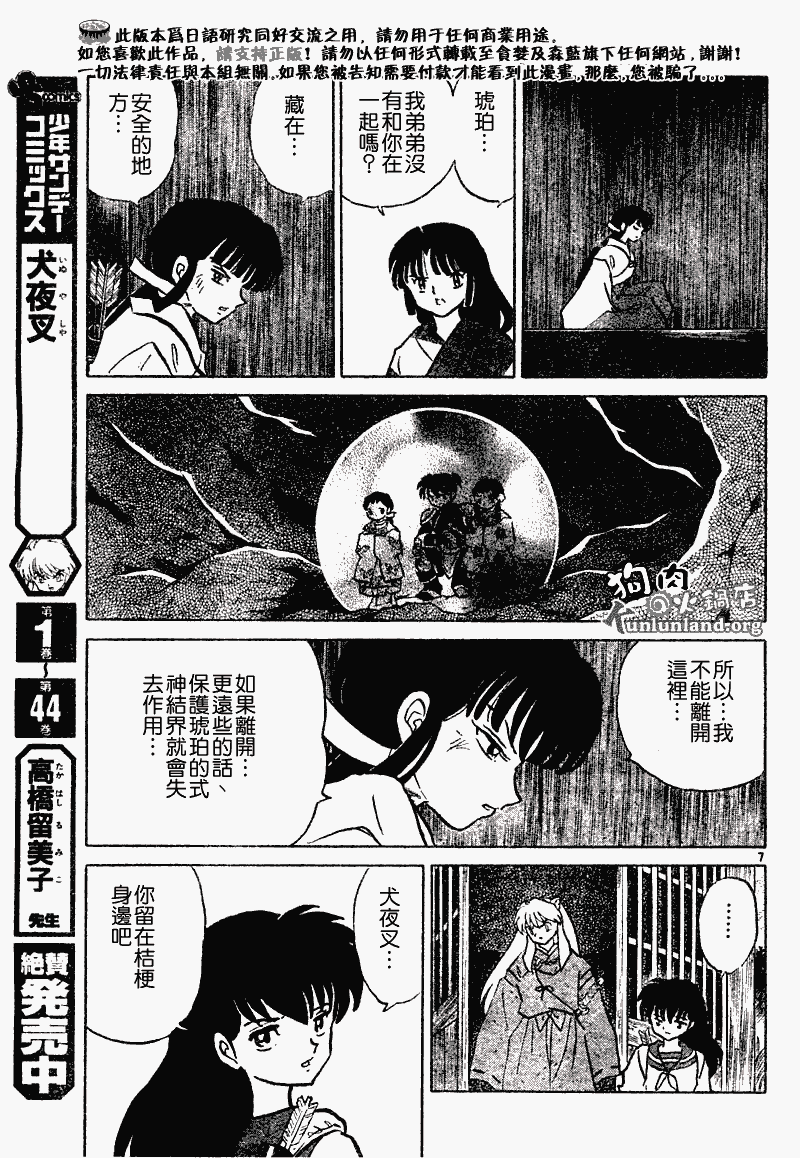 此版本爲日語研究同好交流之用，請勿用于任何商業用途。
如您喜歡此作品，請支持正版！請勿以任何形式轉載至貪婪及森藍旗下任何網站，謝謝！
一切法律責任與本組無關。如果您被告知需要付款才能看到此漫畫，那麼，您被騙了...
COMICS
少年サンデー
コミックス
犬夜叉
いぬ や しゃ
第
1
巻
〜
第
44
巻
高橋留美子
たか はし る み こ
先生
絶賛
発売中
琥珀…
我弟弟沒
有和你在
一起嗎？
藏在…
安全的地
方…
狗肉
火鍋店
unlunland.org
所以…我
不能離開
這裡…
如果離開…
更遠些的話、
保護琥珀的式
神結界就會失
去作用…
7
…
犬夜叉…
你留在桔梗
身邊吧